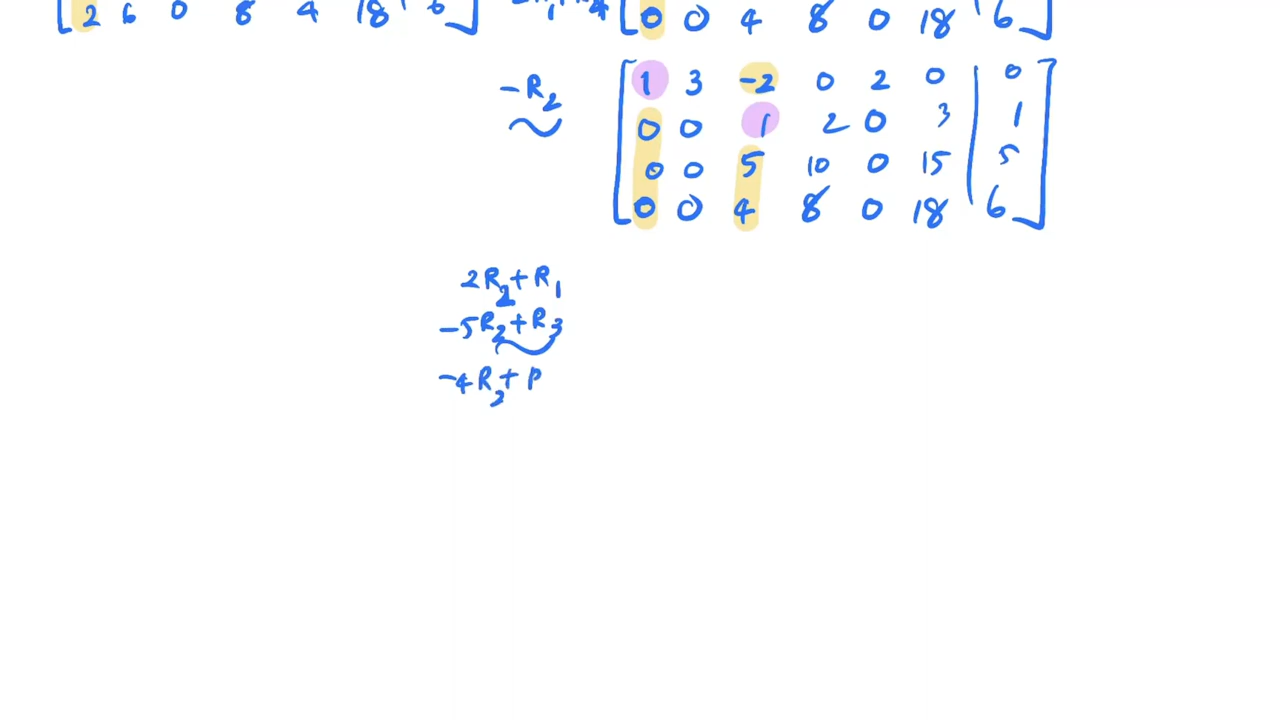 2 6 0 8 4 18 | 6
0 0 4 8 0 18 | 6
-R2 1 3 -2 0 2 0 | 0
0 0 1 2 0 3 | 1
0 0 5 10 0 15 | 5
0 0 4 8 0 18 | 6
2R2+R1
-5R2+R3
-4R2+P